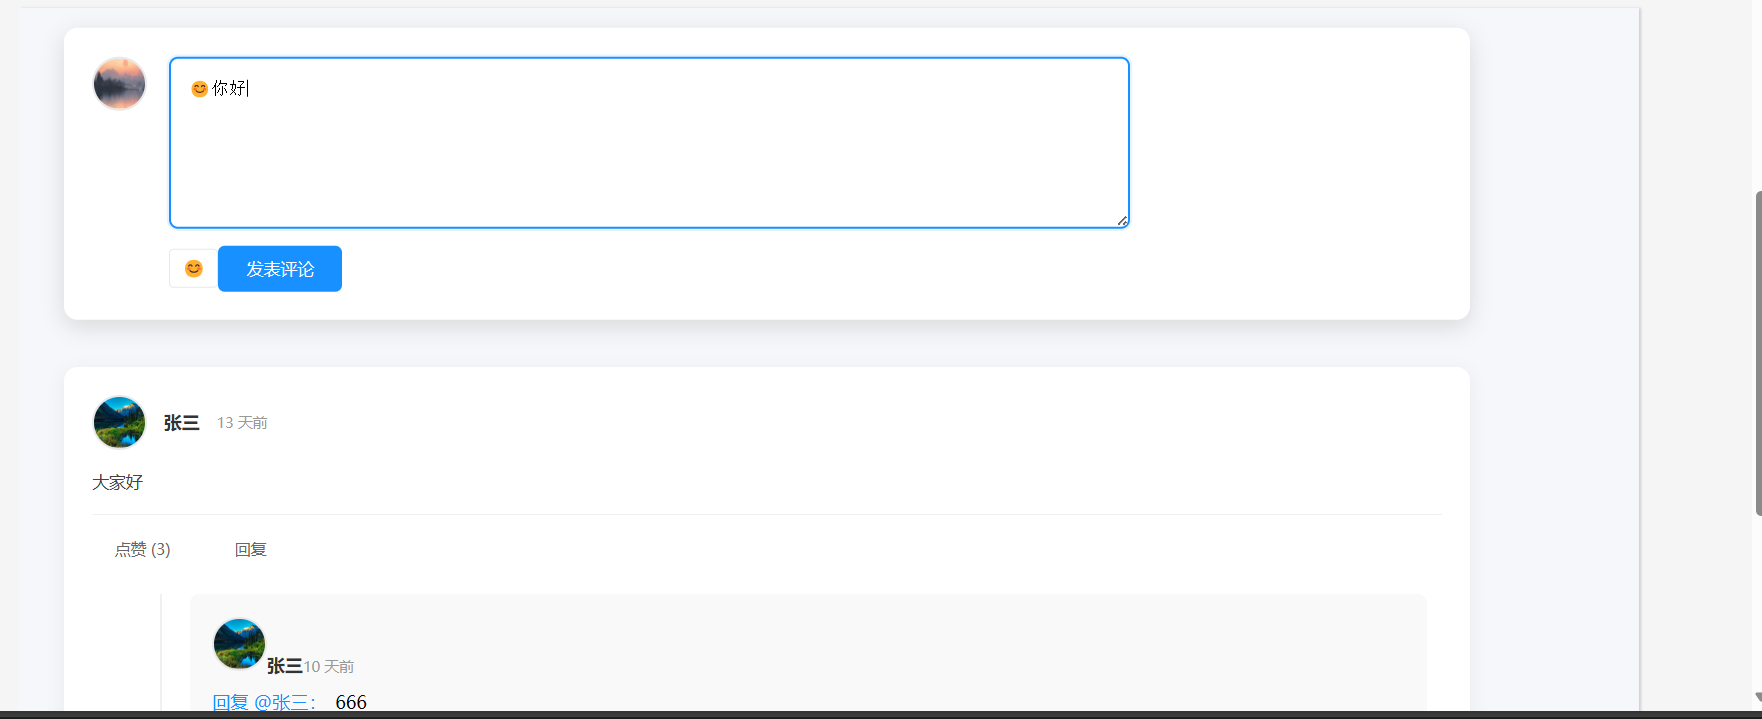 😊你好
😊 发表评论
张三 13 天前
大家好
点赞 (3) 回复
张三10 天前
回复 @张三： 666